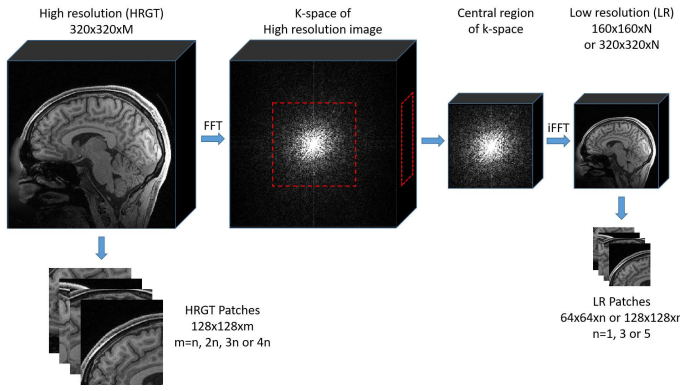 High resolution (HRGT)
320x320xM
K-space of
High resolution image
Central region
of k-space
Low resolution (LR)
160x160xN
or 320x320xN
FFT
iFFT
HRGT Patches
128x128xm
m=n, 2n, 3n or 4n
LR Patches
64x64xn or 128x128xn
n=1, 3 or 5